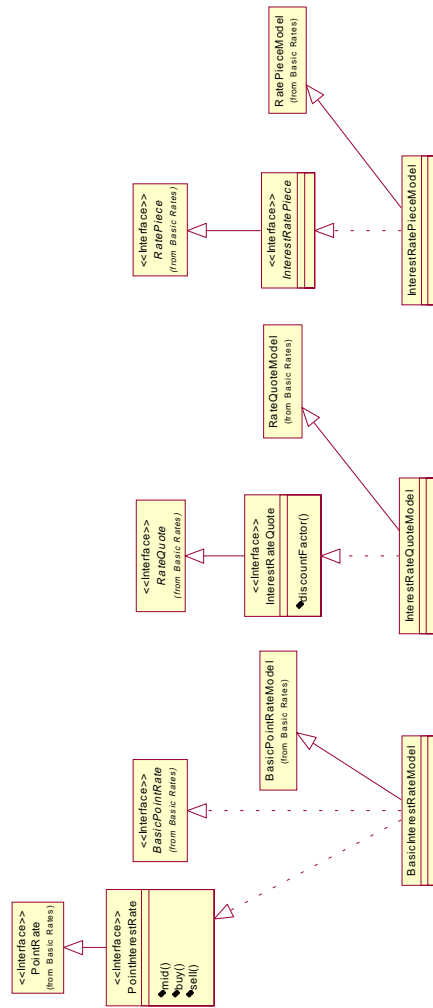 <<Interface>>
PointRate
(from Basic Rates)
<<Interface>>
PointInterestRate
mid()
buy()
sell()
<<Interface>>
BasicPointRate
(from Basic Rates)
BasicPointRateModel
(from Basic Rates)
BasicInterestRateModel
<<Interface>>
RateQuote
(from Basic Rates)
<<Interface>>
InterestRateQuote
discountFactor()
RateQuoteModel
(from Basic Rates)
InterestRateQuoteModel
<<Interface>>
RatePiece
(from Basic Rates)
<<Interface>>
InterestRatePiece
RatePieceModel
(from Basic Rates)
InterestRatePieceModel